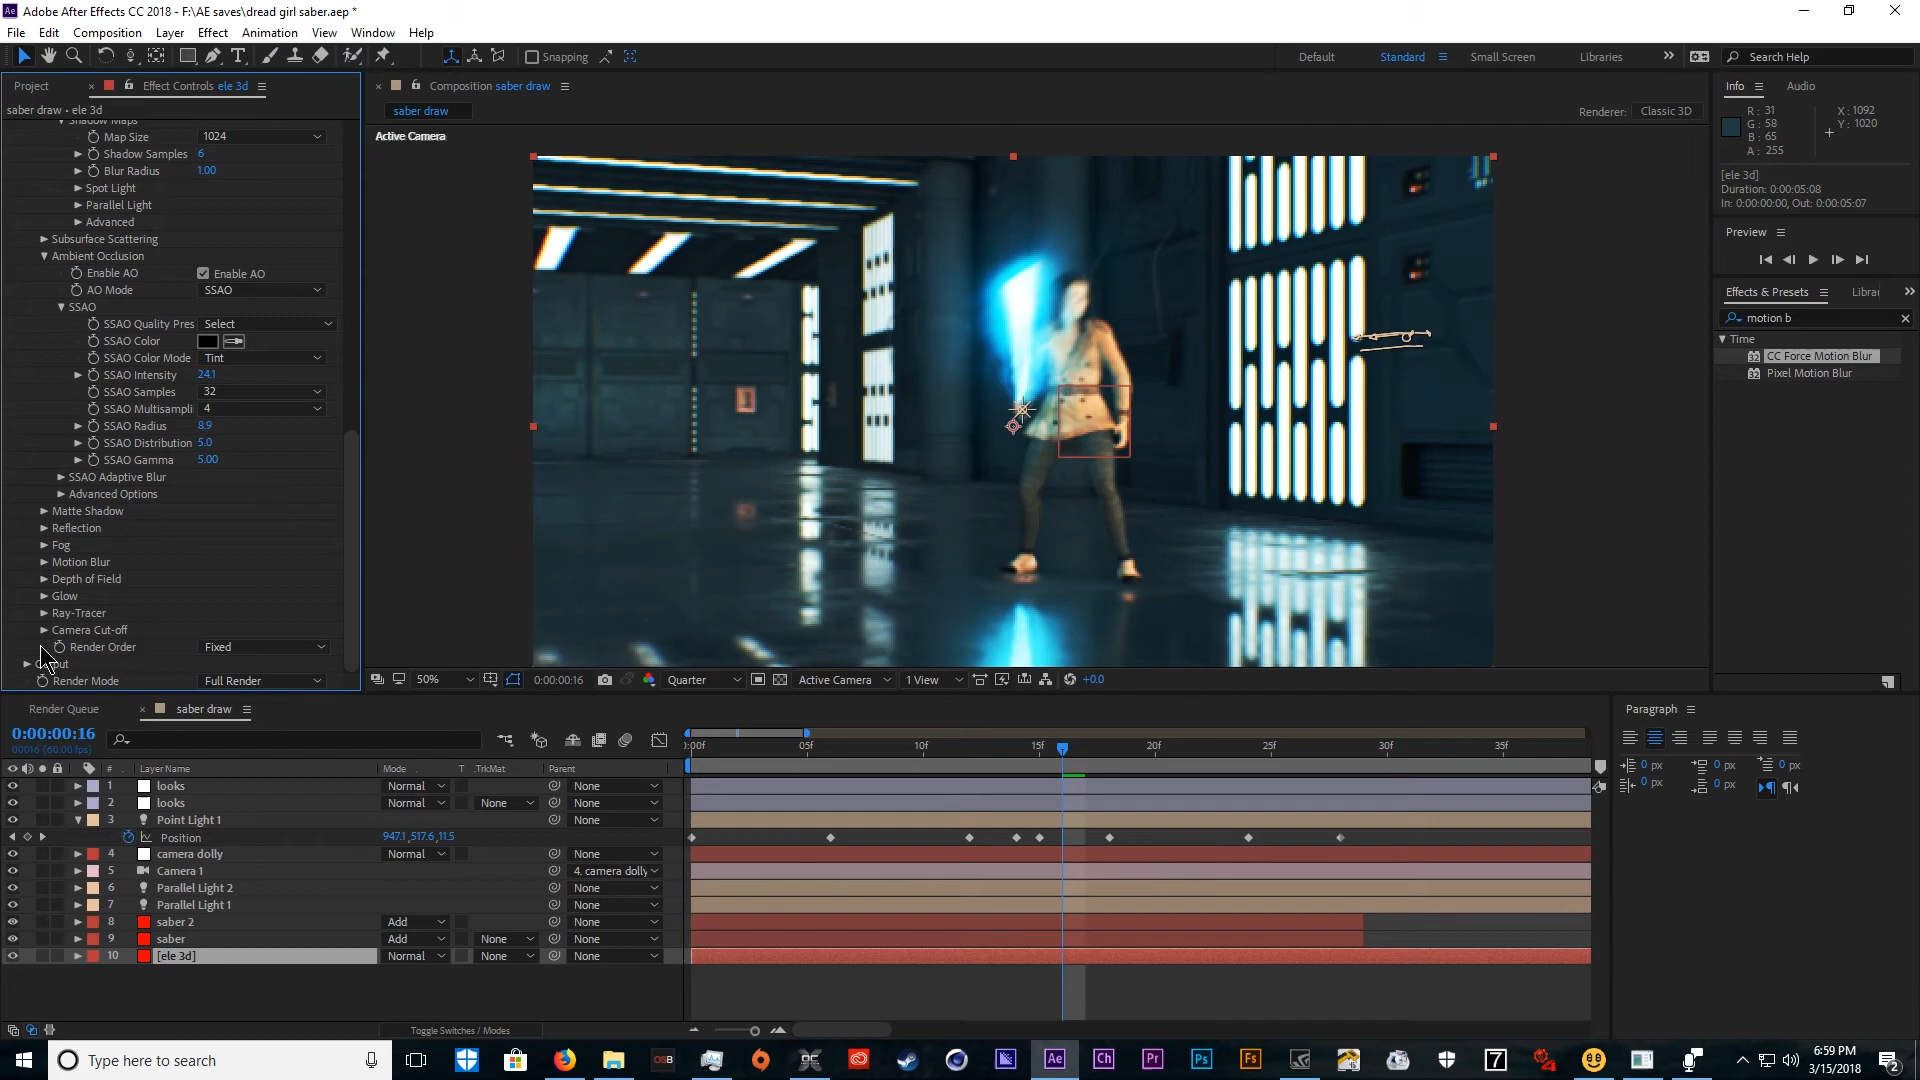 Adobe After Effects CC 2018 - F:\AE saves\dread girl saber.aep *
File Edit Composition Layer Effect Animation View Window Help
Snapping Default Standard Small Screen Libraries Search Help
Project Effect Controls ele 3d
saber draw • ele 3d
Shadow Maps
Map Size 1024
Shadow Samples 6
Blur Radius 1.00
Spot Light
Parallel Light
Advanced
Subsurface Scattering
Ambient Occlusion
Enable AO Enable AO
AO Mode SSAO
SSAO
SSAO Quality Pres Select
SSAO Color
SSAO Color Mode Tint
SSAO Intensity 24.1
SSAO Samples 32
SSAO Multisampli 4
SSAO Radius 8.9
SSAO Distribution 5.0
SSAO Gamma 5.00
SSAO Adaptive Blur
Advanced Options
Matte Shadow
Reflection
Fog
Motion Blur
Depth of Field
Glow
Ray-Tracer
Camera Cut-off
Render Order Fixed
Render Mode Full Render
Composition saber draw
saber draw
Renderer: Classic 3D
Active Camera
50% 0:00:00:16 Quarter Active Camera 1 View +0.0
Info Audio
R: 31 X: 1092
G: 58 Y: 1020
B: 65
A: 255
[ele 3d]
Duration: 0:00:05:08
In: 0:00:00:00, Out: 0:00:05:07
Preview
Effects & Presets Librar
motion b
Time
CC Force Motion Blur
Pixel Motion Blur
Render Queue saber draw
0:00:00:16
00016 (60.00 fps)
# Layer Name Mode T .TrkMat Parent
):00f 05f 10f 15f 20f 25f 30f 35f
1 looks Normal None
2 looks Normal None None
3 Point Light 1 None
Position 947.1,517.6,11.5
4 camera dolly Normal None
5 Camera 1 4. camera dolly
6 Parallel Light 2 None
7 Parallel Light 1 None
8 saber 2 Add None
9 saber Add None None
10 [ele 3d] Normal None None
Toggle Switches / Modes
Paragraph
0 px 0 px 0 px
0 px 0 px
Type here to search
OSB Ae Ch Pr Ps Fs 7
6:59 PM
3/15/2018
2